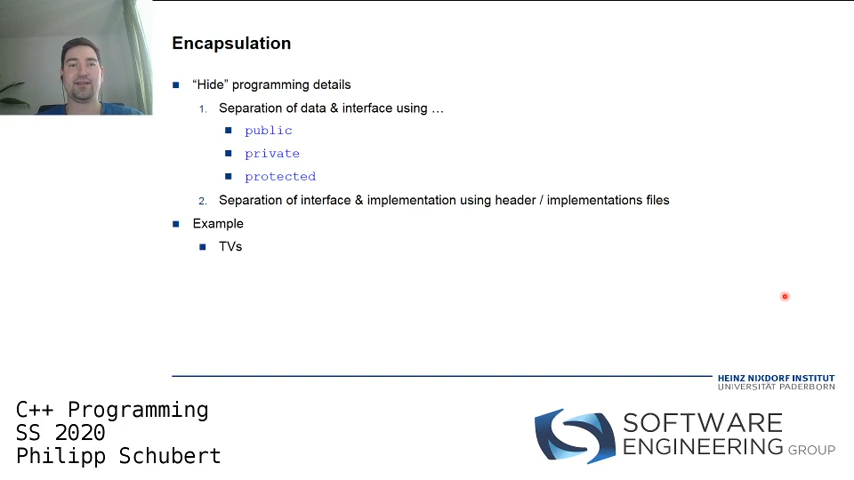 Encapsulation
“Hide” programming details
1. Separation of data & interface using …
public
private
protected
2. Separation of interface & implementation using header / implementations files
Example
TVs
HEINZ NIXDORF INSTITUT
UNIVERSITÄT PADERBORN
C++ Programming
SS 2020
Philipp Schubert
SOFTWARE
ENGINEERING GROUP